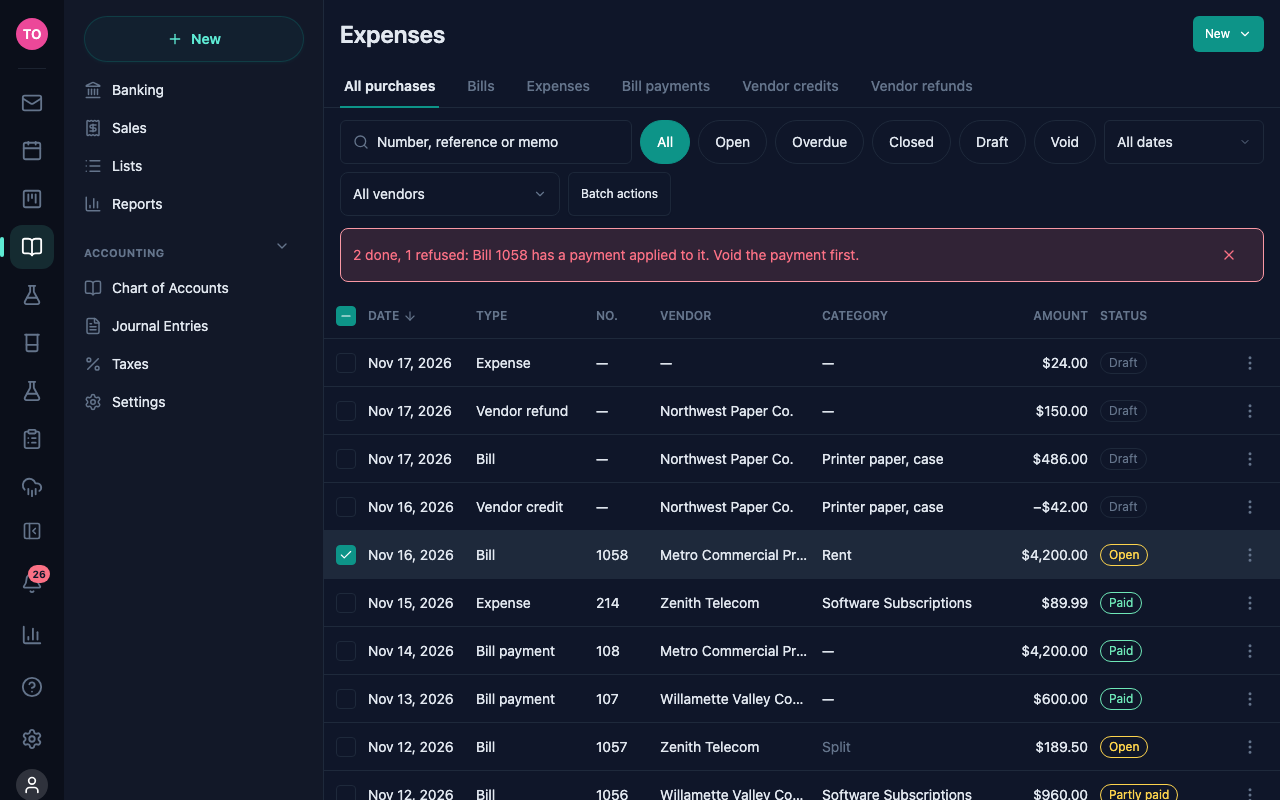 TO
New
Banking
Sales
Lists
Reports
ACCOUNTING
Chart of Accounts
Journal Entries
Taxes
Settings
26
Expenses
New
All purchases Bills Expenses Bill payments Vendor credits Vendor refunds
Number, reference or memo All Open Overdue Closed Draft Void All dates
All vendors Batch actions
2 done, 1 refused: Bill 1058 has a payment applied to it. Void the payment first.
DATE TYPE NO. VENDOR CATEGORY AMOUNT STATUS
Nov 17, 2026 Expense — — — $24.00 Draft
Nov 17, 2026 Vendor refund — Northwest Paper Co. — $150.00 Draft
Nov 17, 2026 Bill — Northwest Paper Co. Printer paper, case $486.00 Draft
Nov 16, 2026 Vendor credit — Northwest Paper Co. Printer paper, case –$42.00 Draft
Nov 16, 2026 Bill 1058 Metro Commercial Pr... Rent $4,200.00 Open
Nov 15, 2026 Expense 214 Zenith Telecom Software Subscriptions $89.99 Paid
Nov 14, 2026 Bill payment 108 Metro Commercial Pr... — $4,200.00 Paid
Nov 13, 2026 Bill payment 107 Willamette Valley Co... — $600.00 Paid
Nov 12, 2026 Bill 1057 Zenith Telecom Split $189.50 Open
Nov 12, 2026 Bill 1056 Willamette Valley Co... Software Subscriptions $960.00 Partly paid